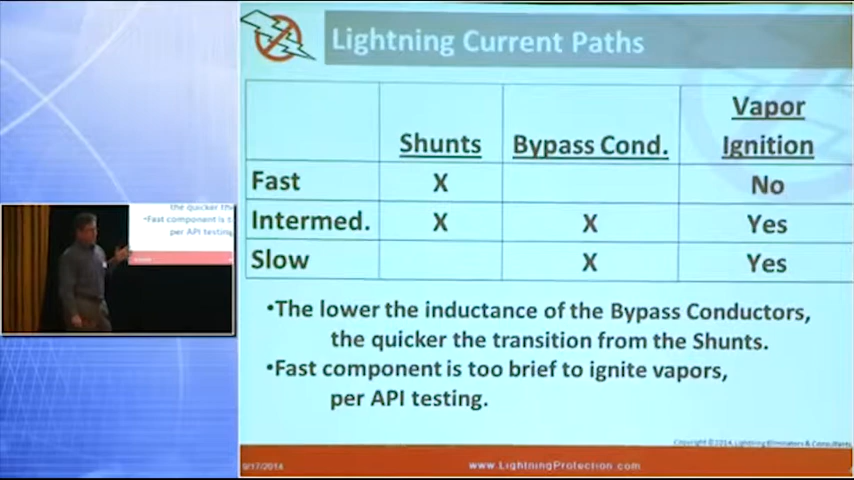 Lightning Current Paths
Vapor
Shunts Bypass Cond. Ignition
Fast X No
Intermed. X X Yes
Slow X Yes
•The lower the inductance of the Bypass Conductors,
the quicker the transition from the Shunts.
•Fast component is too brief to ignite vapors,
per API testing.
Copyright ©2014, Lightning Eliminators & Consultants
9/17/2014 www.LightningProtection.com
the quicker the
•Fast component is t
per API testing